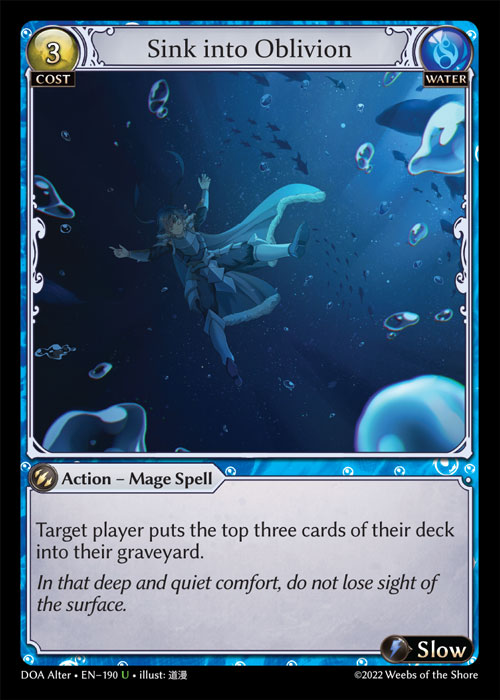 3
Sink into Oblivion
COST
WATER
Action – Mage Spell
Target player puts the top three cards of their deck
into their graveyard.
In that deep and quiet comfort, do not lose sight of
the surface.
Slow
DOA Alter • EN–190 U • illust: 道漫
©2022 Weebs of the Shore